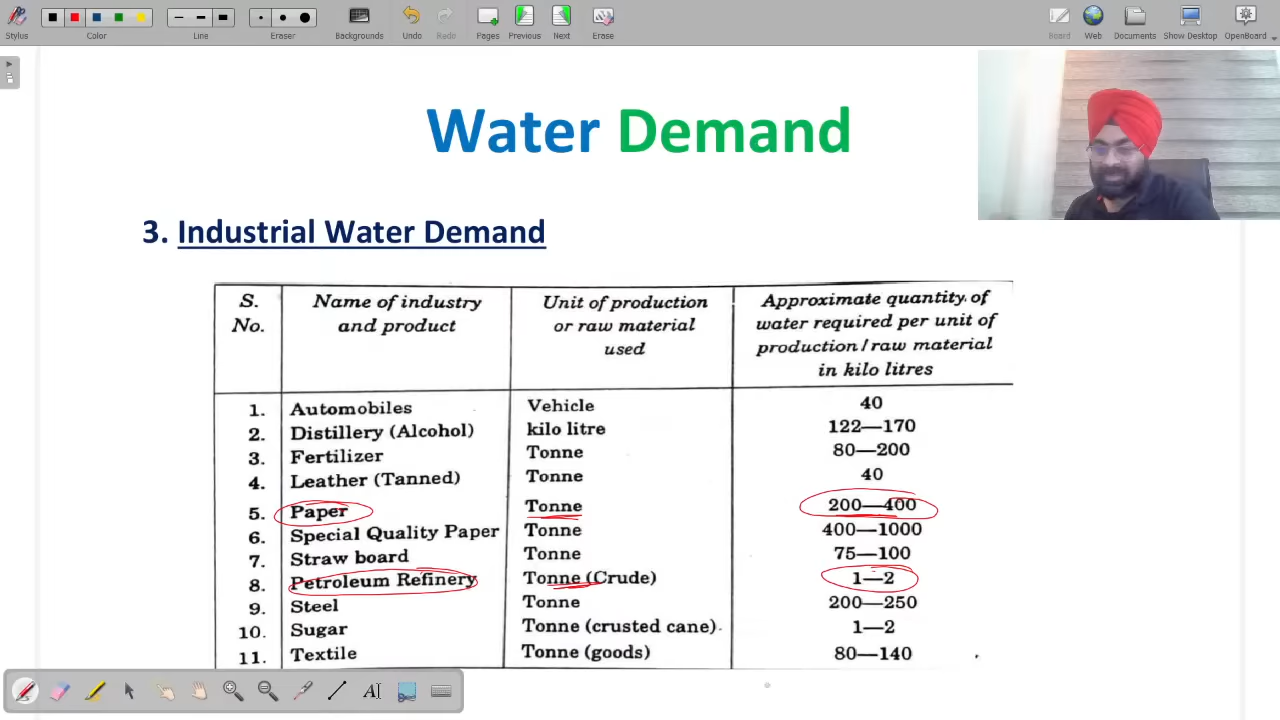 Stylus Color Line Eraser Backgrounds Undo Redo Pages Previous Next Erase Board Web Documents Show Desktop OpenBoard
Water Demand
3. Industrial Water Demand
S. No. Name of industry and product Unit of production or raw material used Approximate quantity of water required per unit of production/raw material in kilo litres
1. Automobiles Vehicle 40
2. Distillery (Alcohol) kilo litre 122—170
3. Fertilizer Tonne 80—200
4. Leather (Tanned) Tonne 40
5. Paper Tonne 200—400
6. Special Quality Paper Tonne 400—1000
7. Straw board Tonne 75—100
8. Petroleum Refinery Tonne (Crude) 1—2
9. Steel Tonne 200—250
10. Sugar Tonne (crusted cane). 1—2
11. Textile Tonne (goods) 80—140